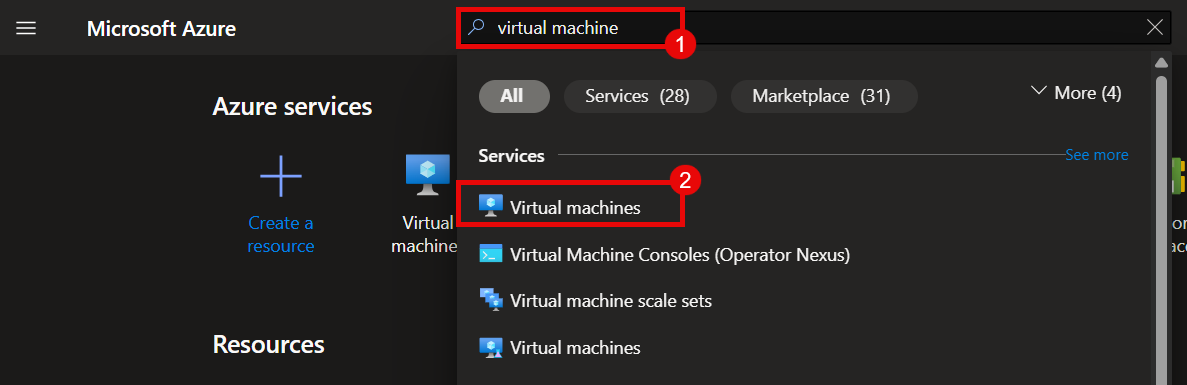 Microsoft Azure
virtual machine
1
All
Services (28)
Marketplace (31)
More (4)
Azure services
Services
See more
Create a
resource
Virtual
machine
2
Virtual machines
Virtual Machine Consoles (Operator Nexus)
Virtual machine scale sets
Virtual machines
Resources